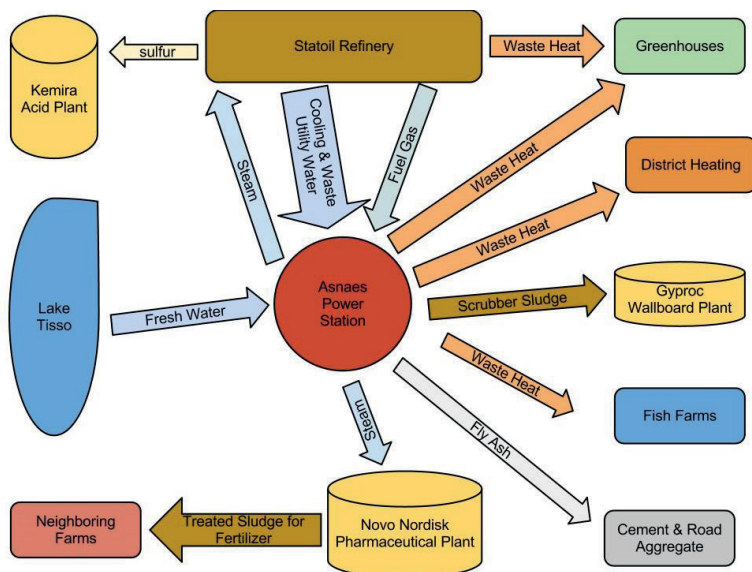 sulfur
Statoil Refinery
Waste Heat
Greenhouses
Kemira
Acid Plant
Steam
Cooling & Waste
Utility Water
Fuel Gas
Waste Heat
District Heating
Waste Heat
Lake
Tisso
Fresh Water
Asnaes
Power
Station
Scrubber Sludge
Gyproc
Wallboard Plant
Waste Heat
Fish Farms
Steam
Fly Ash
Neighboring
Farms
Treated Sludge for
Fertilizer
Novo Nordisk
Pharmaceutical Plant
Cement & Road
Aggregate